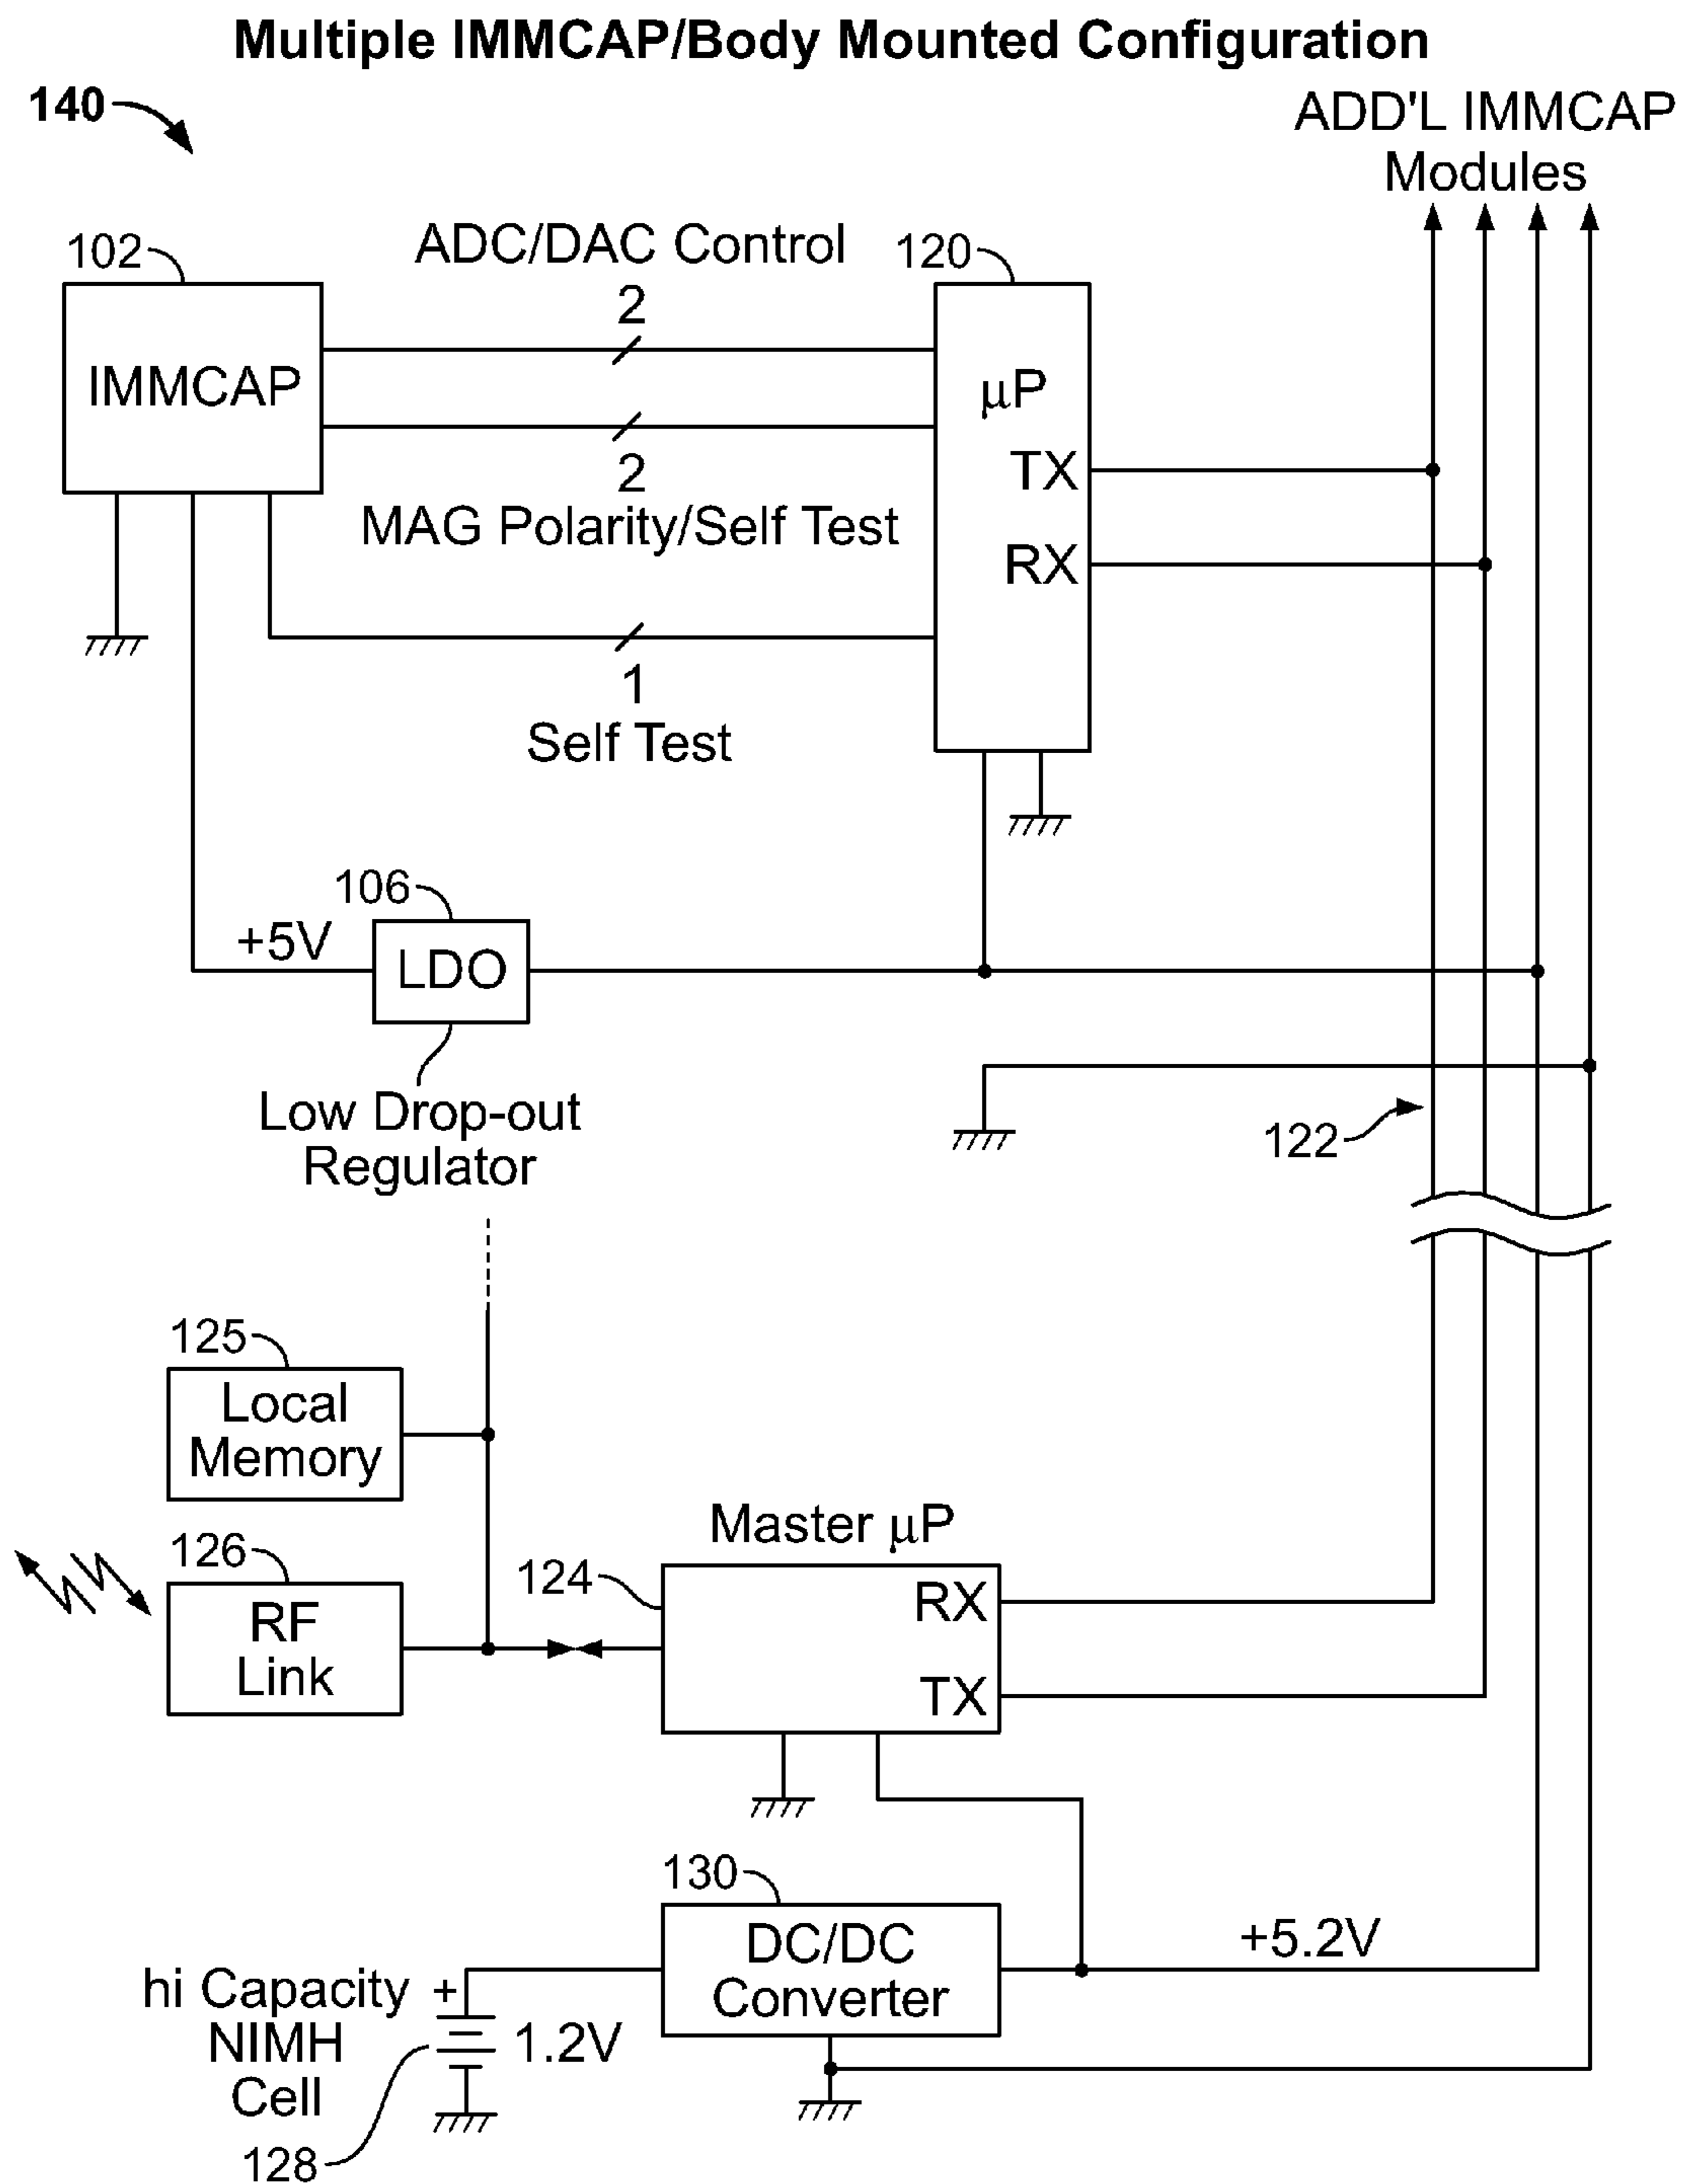 Multiple IMMCAP/Body Mounted Configuration
140
ADD'L IMMCAP
Modules
102
ADC/DAC Control
120
2
IMMCAP
μP
2
TX
MAG Polarity/Self Test
RX
1
Self Test
106
+5V
LDO
Low Drop-out
Regulator
122
125
Local
Memory
Master μP
126
124
RF
Link
RX
TX
130
DC/DC
Converter
+5.2V
hi Capacity
NIMH
Cell
+
1.2V
128